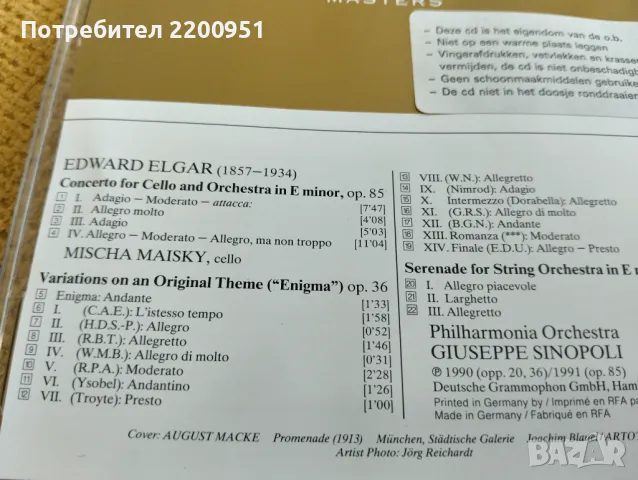 Потребител 2200951
MASTERS
- Deze cd is het eigendom van de o.b.
- Niet op een warme plaats leggen
- Vingerafdrukken, vetvlekken en krassen
vermijden, de cd is niet onbeschadigb
- Geen schoonmaakmiddelen gebruike
- De cd niet in het doosje ronddraaien
EDWARD ELGAR (1857–1934)
Concerto for Cello and Orchestra in E minor, op. 85
1 I. Adagio – Moderato – attacca: [7'47]
2 II. Allegro molto [4'08]
3 III. Adagio [5'03]
4 IV. Allegro – Moderato – Allegro, ma non troppo [11'04]
MISCHA MAISKY, cello
Variations on an Original Theme (“Enigma”) op. 36
5 Enigma: Andante [1'33]
6 I. (C.A.E.): L'istesso tempo [1'58]
7 II. (H.D.S.-P.): Allegro [0'52]
8 III. (R.B.T.): Allegretto [1'46]
9 IV. (W.M.B.): Allegro di molto [0'31]
10 V. (R.P.A.): Moderato [2'28]
11 VI. (Ysobel): Andantino [1'26]
12 VII. (Troyte): Presto [1'00]
13 VIII. (W.N.): Allegretto
14 IX. (Nimrod): Adagio
15 X. Intermezzo (Dorabella): Allegretto
16 XI. (G.R.S.): Allegro di molto
17 XII. (B.G.N.): Andante
18 XIII. Romanza (***): Moderato
19 XIV. Finale (E.D.U.): Allegro – Presto
Serenade for String Orchestra in E m
20 I. Allegro piacevole
21 II. Larghetto
22 III. Allegretto
Philharmonia Orchestra
GIUSEPPE SINOPOLI
℗ 1990 (opp. 20, 36)/1991 (op. 85)
Deutsche Grammophon GmbH, Ham
Printed in Germany by / Imprimé en RFA pa
Made in Germany / Fabriqué en RFA
Cover: AUGUST MACKE Promenade (1913) München, Städtische Galerie Joachim Blauel/ARTOT
Artist Photo: Jörg Reichardt
bazar